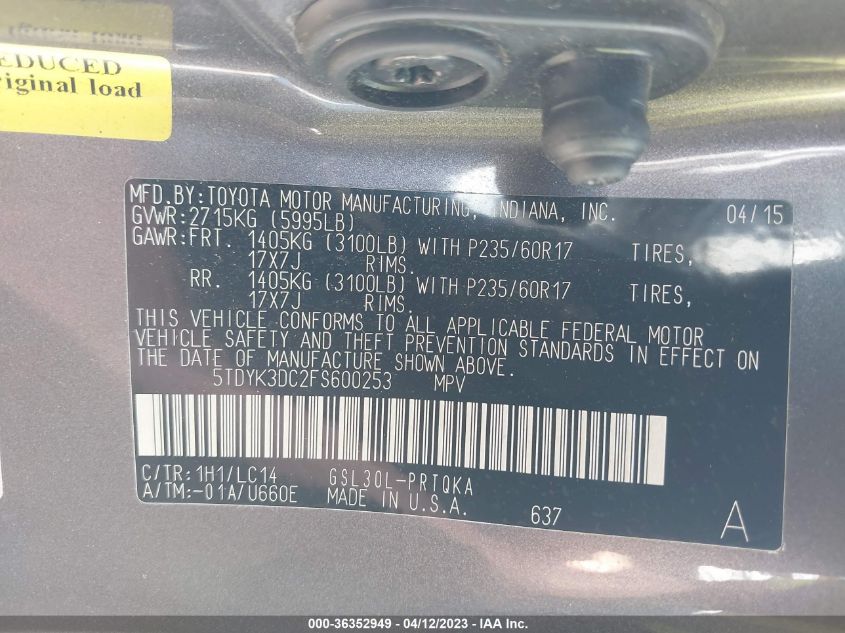 EDUCED
riginal load
MFD.BY:TOYOTA MOTOR MANUFACTURING, INDIANA, INC. 04/15
GVWR:2715KG (5995LB)
GAWR:FRT. 1405KG (3100LB) WITH P235/60R17 TIRES,
17X7J RIMS.
RR. 1405KG (3100LB) WITH P235/60R17 TIRES,
17X7J RIMS.
THIS VEHICLE CONFORMS TO ALL APPLICABLE FEDERAL MOTOR
VEHICLE SAFETY AND THEFT PREVENTION STANDARDS IN EFFECT ON
THE DATE OF MANUFACTURE SHOWN ABOVE.
5TDYK3DC2FS600253 MPV
C/TR:1H1/LC14 GSL30L-PRTQKA
A/TM:-01A/U660E MADE IN U.S.A. 637 A
000-36352949 - 04/12/2023 - IAA Inc.